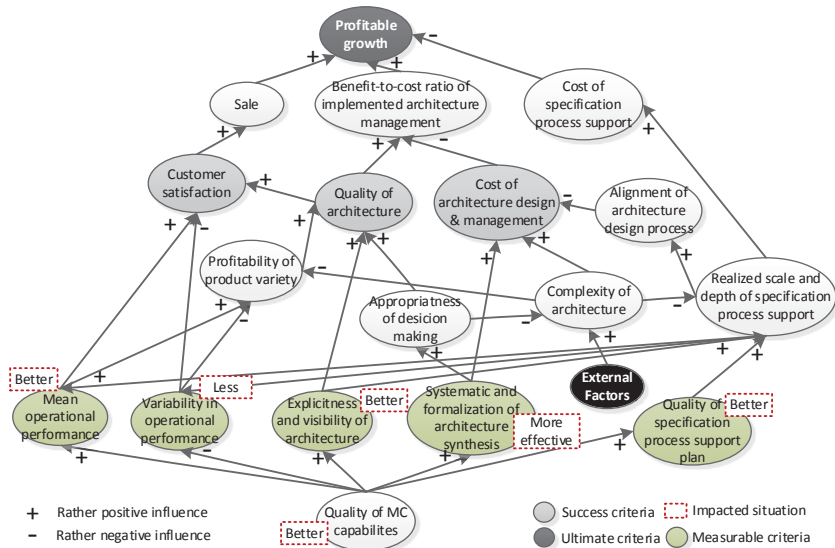 Profitable
growth
+
+
-
Sale
Benefit-to-cost ratio of
implemented architecture
management
Cost of
specification
process support
+
+
-
+
Customer
satisfaction
+
Quality of
architecture
Cost of
architecture design
& management
-
Alignment of
architecture
design process
+
-
+
+
+
+
+
+
Profitability of
product variety
-
Appropriatness
of desicion
making
-
Complexity of
architecture
-
Realized scale and
depth of specification
process support
+
-
+
+
+
+
+
Better
Mean
operational
performance
Less
Variability in
operational
performance
Explicitness
and visibility of
architecture
Better
Systematic and
formalization of
architecture
synthesis
More
effective
External
Factors
Quality of
specification
process support
plan
Better
+
-
+
+
+
Quality of MC
capabilites
Better
+ Rather positive influence
- Rather negative influence
Success criteria
Impacted situation
Ultimate criteria
Measurable criteria